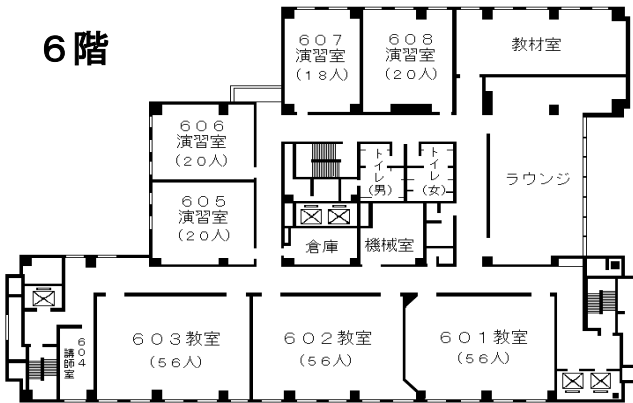 6階
607
演習室
(18人)
608
演習室
(20人)
教材室
606
演習室
(20人)
トイレ
(男)
トイレ
(女)
ラウンジ
605
演習室
(20人)
倉庫
機械室
604
講師室
603教室
(56人)
602教室
(56人)
601教室
(56人)